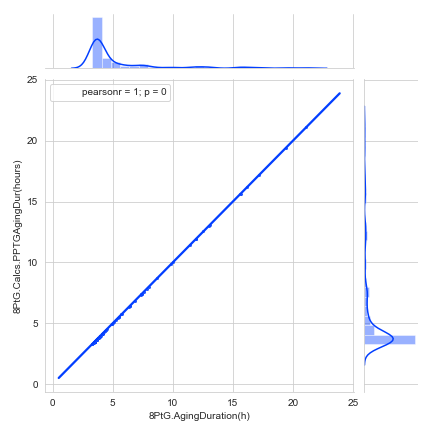 pearsonr = 1; p = 0
25
20
15
10
5
0
8PtG.Calcs.PPTGAgingDur(hours)
0 5 10 15 20 25
8PtG.AgingDuration(h)